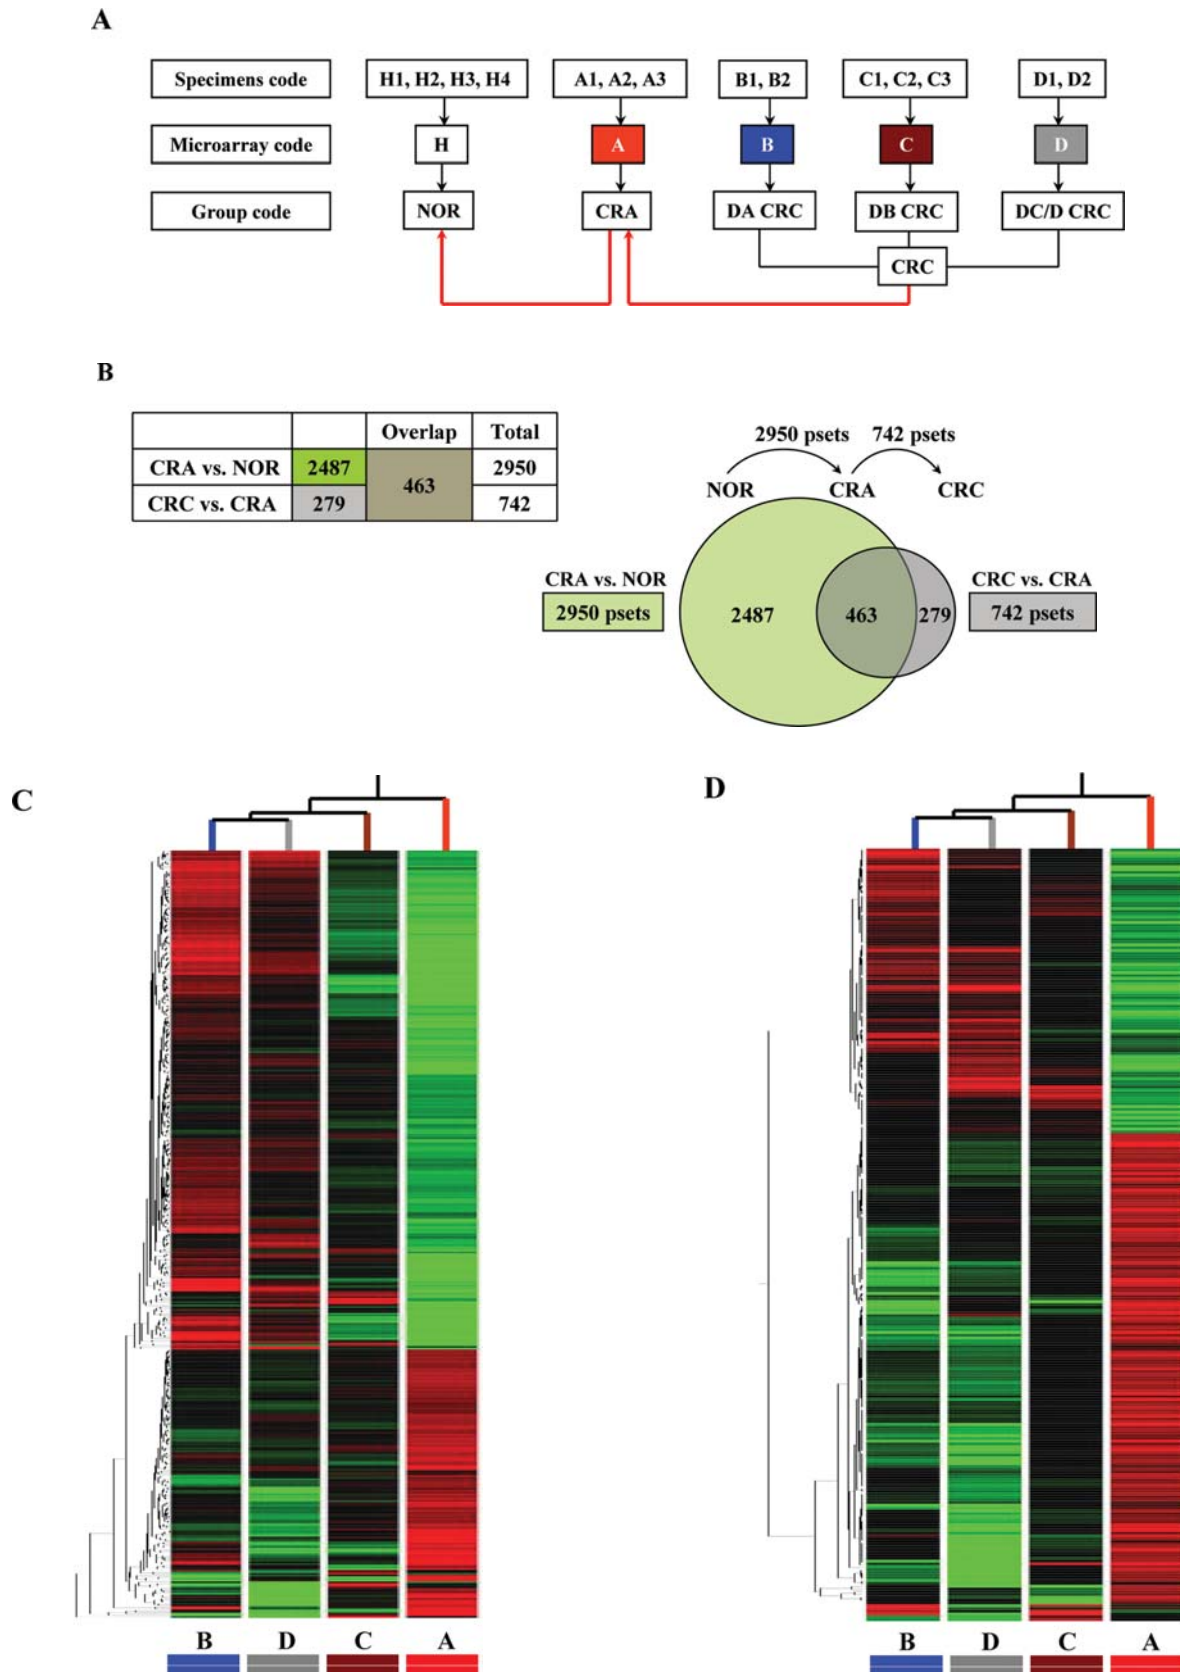 A
Specimens code
H1, H2, H3, H4
A1, A2, A3
B1, B2
C1, C2, C3
D1, D2
Microarray code
H
A
B
C
D
Group code
NOR
CRA
DA CRC
DB CRC
DC/D CRC
CRC
B
Overlap
Total
CRA vs. NOR
2487
463
2950
CRC vs. CRA
279
742
2950 psets
742 psets
NOR
CRA
CRC
CRA vs. NOR
2950 psets
2487
463
279
CRC vs. CRA
742 psets
C
B
D
C
A
D
B
D
C
A